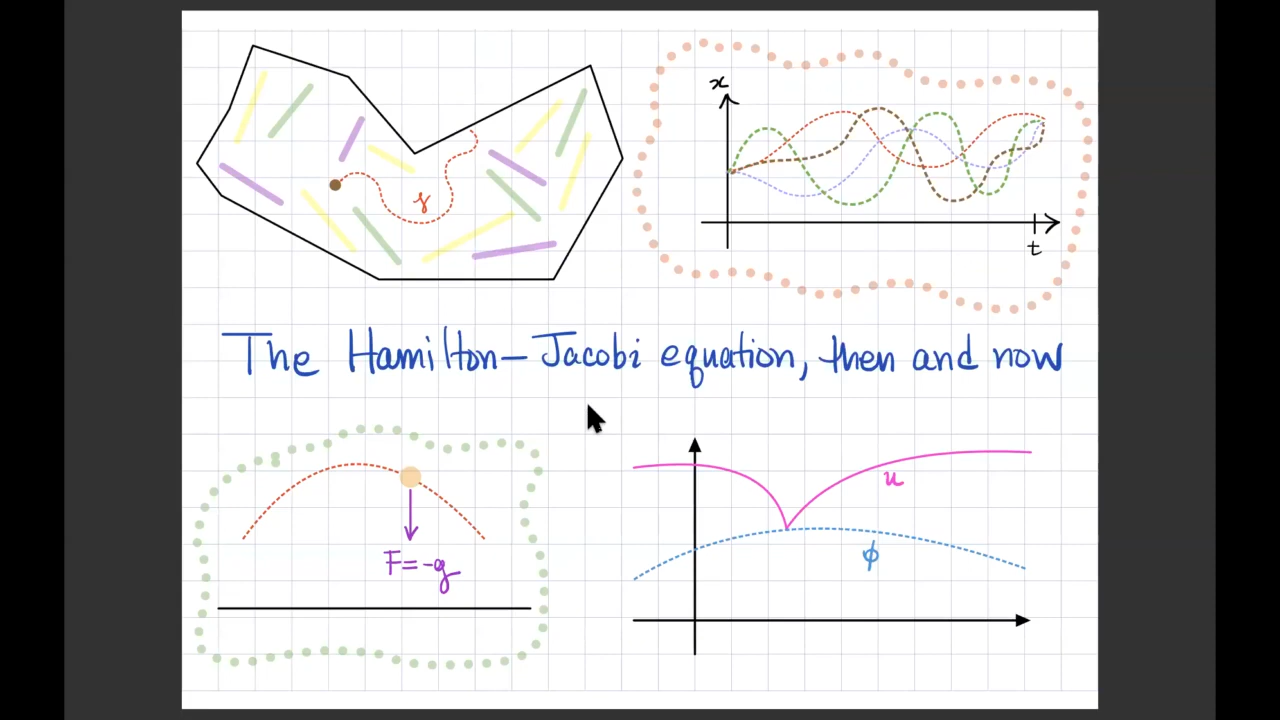 x
γ
t
The Hamilton–Jacobi equation, then and now
u
F=-g
ϕ